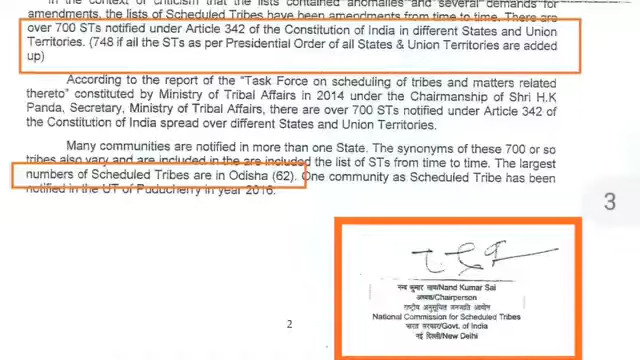 In the context of criticism that the lists contained anomalies and several demands for
amendments, the lists of Scheduled Tribes have been amendments from time to time. There are
over 700 STs notified under Article 342 of the Constitution of India in different States and Union
Territories. (748 if all the STs as per Presidential Order of all States & Union Territories are added
up)
According to the report of the "Task Force on scheduling of tribes and matters related
thereto" constituted by Ministry of Tribal Affairs in 2014 under the Chairmanship of Shri H.K
Panda, Secretary, Ministry of Tribal Affairs, there are over 700 STs notified under Article 342 of
the Constitution of India spread over different States and Union Territories.
Many communities are notified in more than one State. The synonyms of these 700 or so
tribes also vary and are included in the are included the list of STs from time to time. The largest
numbers of Scheduled Tribes are in Odisha (62). One community as Scheduled Tribe has been
notified in the UT of Puducherry in year 2016.
3
नन्द कुमार साय/Nand Kumar Sai
अध्यक्ष/Chairperson
राष्ट्रीय अनुसूचित जनजाति आयोग
National Commission for Scheduled Tribes
भारत सरकार/Govt. of India
नई दिल्ली/New Delhi
2